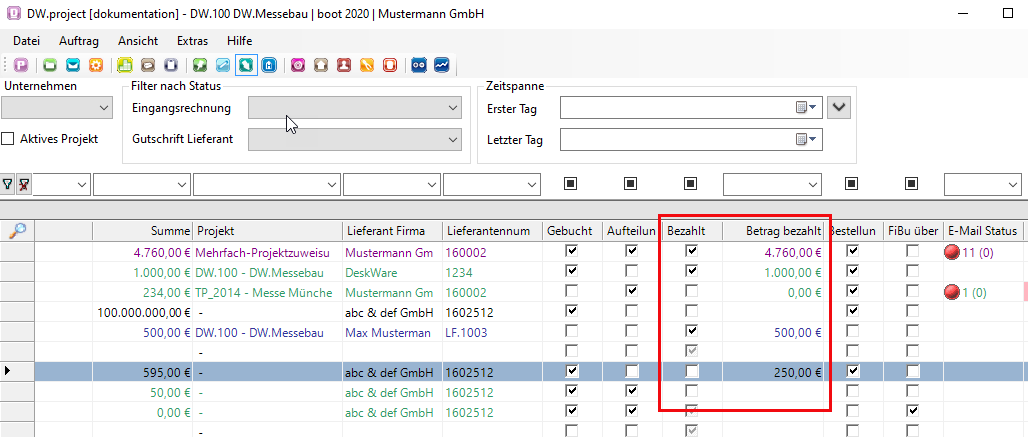 DW.project [dokumentation] - DW.100 DW.Messebau | boot 2020 | Mustermann GmbH
Datei Auftrag Ansicht Extras Hilfe
Unternehmen Filter nach Status Zeitspanne
Eingangsrechnung Erster Tag
Aktives Projekt Gutschrift Lieferant Letzter Tag
Summe Projekt Lieferant Firma Lieferantennum Gebucht Aufteilun Bezahlt Betrag bezahlt Bestellun FiBu über E-Mail Status
4.760,00 € Mehrfach-Projektzuweisu Mustermann Gm 160002 4.760,00 € 11 (0)
1.000,00 € DW.100 - DW.Messebau DeskWare 1234 1.000,00 €
234,00 € TP_2014 - Messe Münche Mustermann Gm 160002 0,00 € 1 (0)
100.000.000,00 € - abc & def GmbH 1602512
500,00 € DW.100 - DW.Messebau Max Musterman LF.1003 500,00 €
-
595,00 € - abc & def GmbH 1602512 250,00 €
50,00 € - abc & def GmbH 1602512
0,00 € - abc & def GmbH 1602512
-